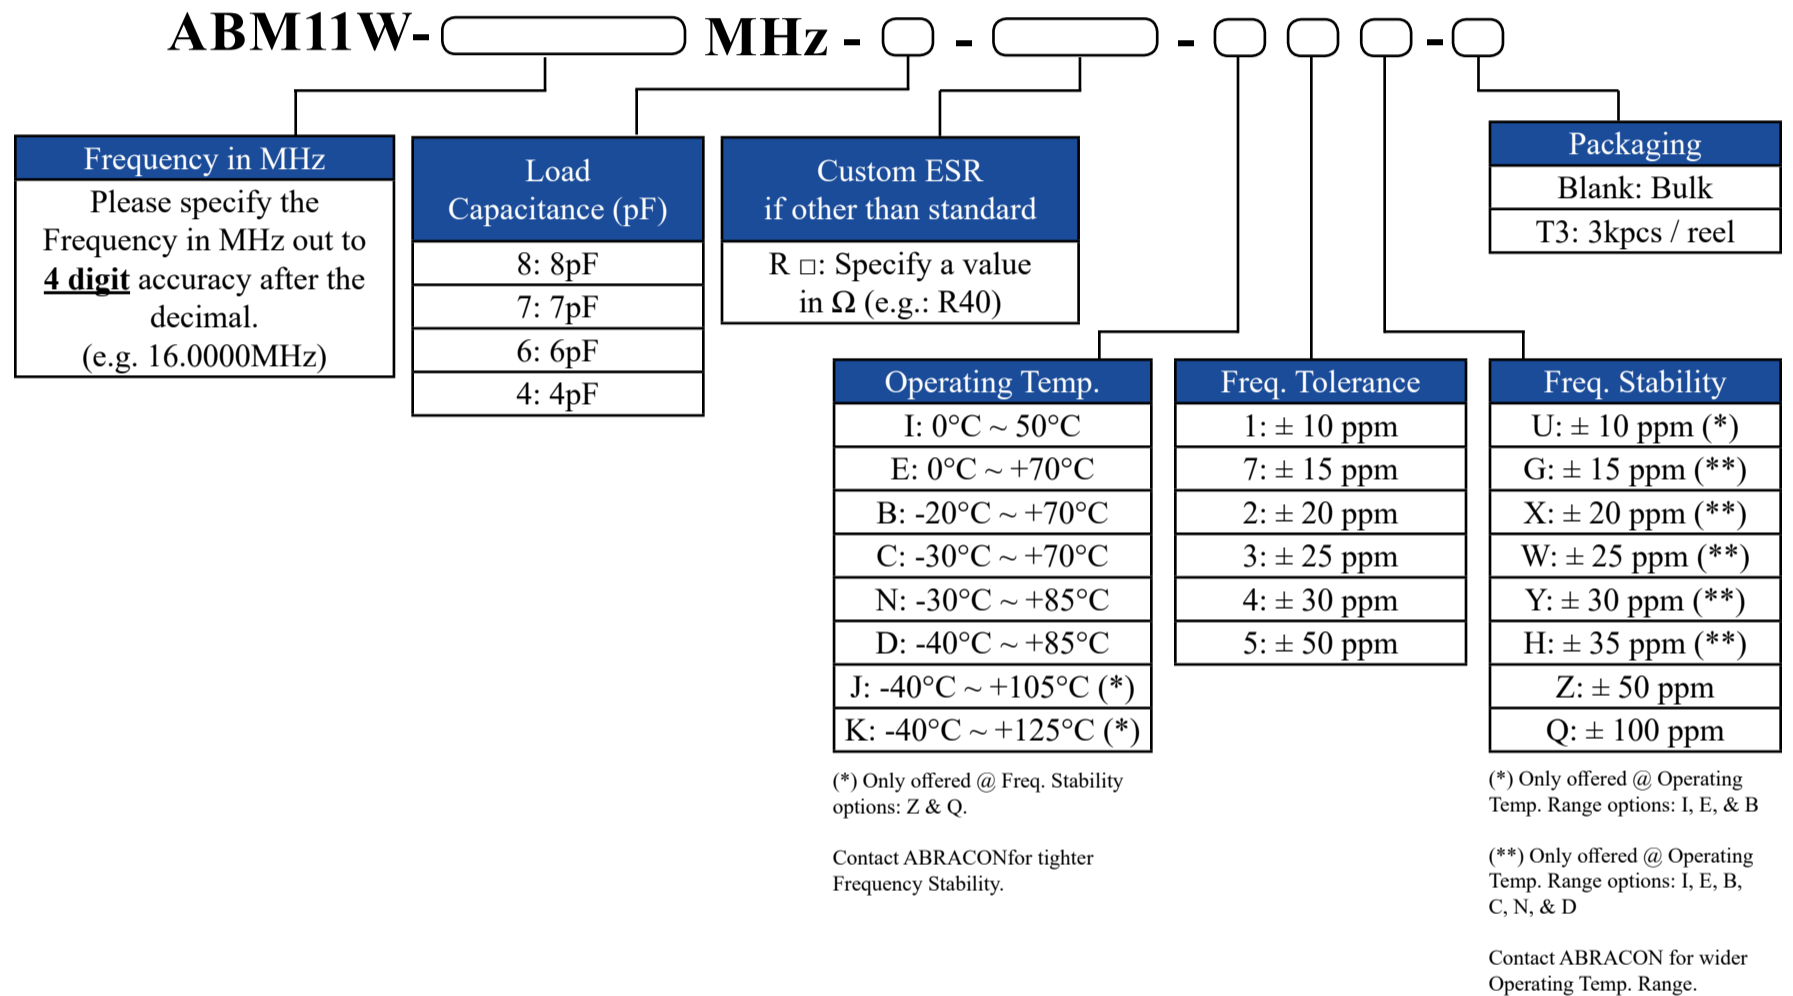 ABM11W- MHz - - - -
Frequency in MHz
Please specify the
Frequency in MHz out to
4 digit accuracy after the
decimal.
(e.g. 16.0000MHz)
Load
Capacitance (pF)
8: 8pF
7: 7pF
6: 6pF
4: 4pF
Custom ESR
if other than standard
R □: Specify a value
in Ω (e.g.: R40)
Packaging
Blank: Bulk
T3: 3kpcs / reel
Operating Temp.
I: 0°C ~ 50°C
E: 0°C ~ +70°C
B: -20°C ~ +70°C
C: -30°C ~ +70°C
N: -30°C ~ +85°C
D: -40°C ~ +85°C
J: -40°C ~ +105°C (*)
K: -40°C ~ +125°C (*)
(*) Only offered @ Freq. Stability
options: Z & Q.
Contact ABRACONfor tighter
Frequency Stability.
Freq. Tolerance
1: ± 10 ppm
7: ± 15 ppm
2: ± 20 ppm
3: ± 25 ppm
4: ± 30 ppm
5: ± 50 ppm
Freq. Stability
U: ± 10 ppm (*)
G: ± 15 ppm (**)
X: ± 20 ppm (**)
W: ± 25 ppm (**)
Y: ± 30 ppm (**)
H: ± 35 ppm (**)
Z: ± 50 ppm
Q: ± 100 ppm
(*) Only offered @ Operating
Temp. Range options: I, E, & B
(**) Only offered @ Operating
Temp. Range options: I, E, B,
C, N, & D
Contact ABRACON for wider
Operating Temp. Range.